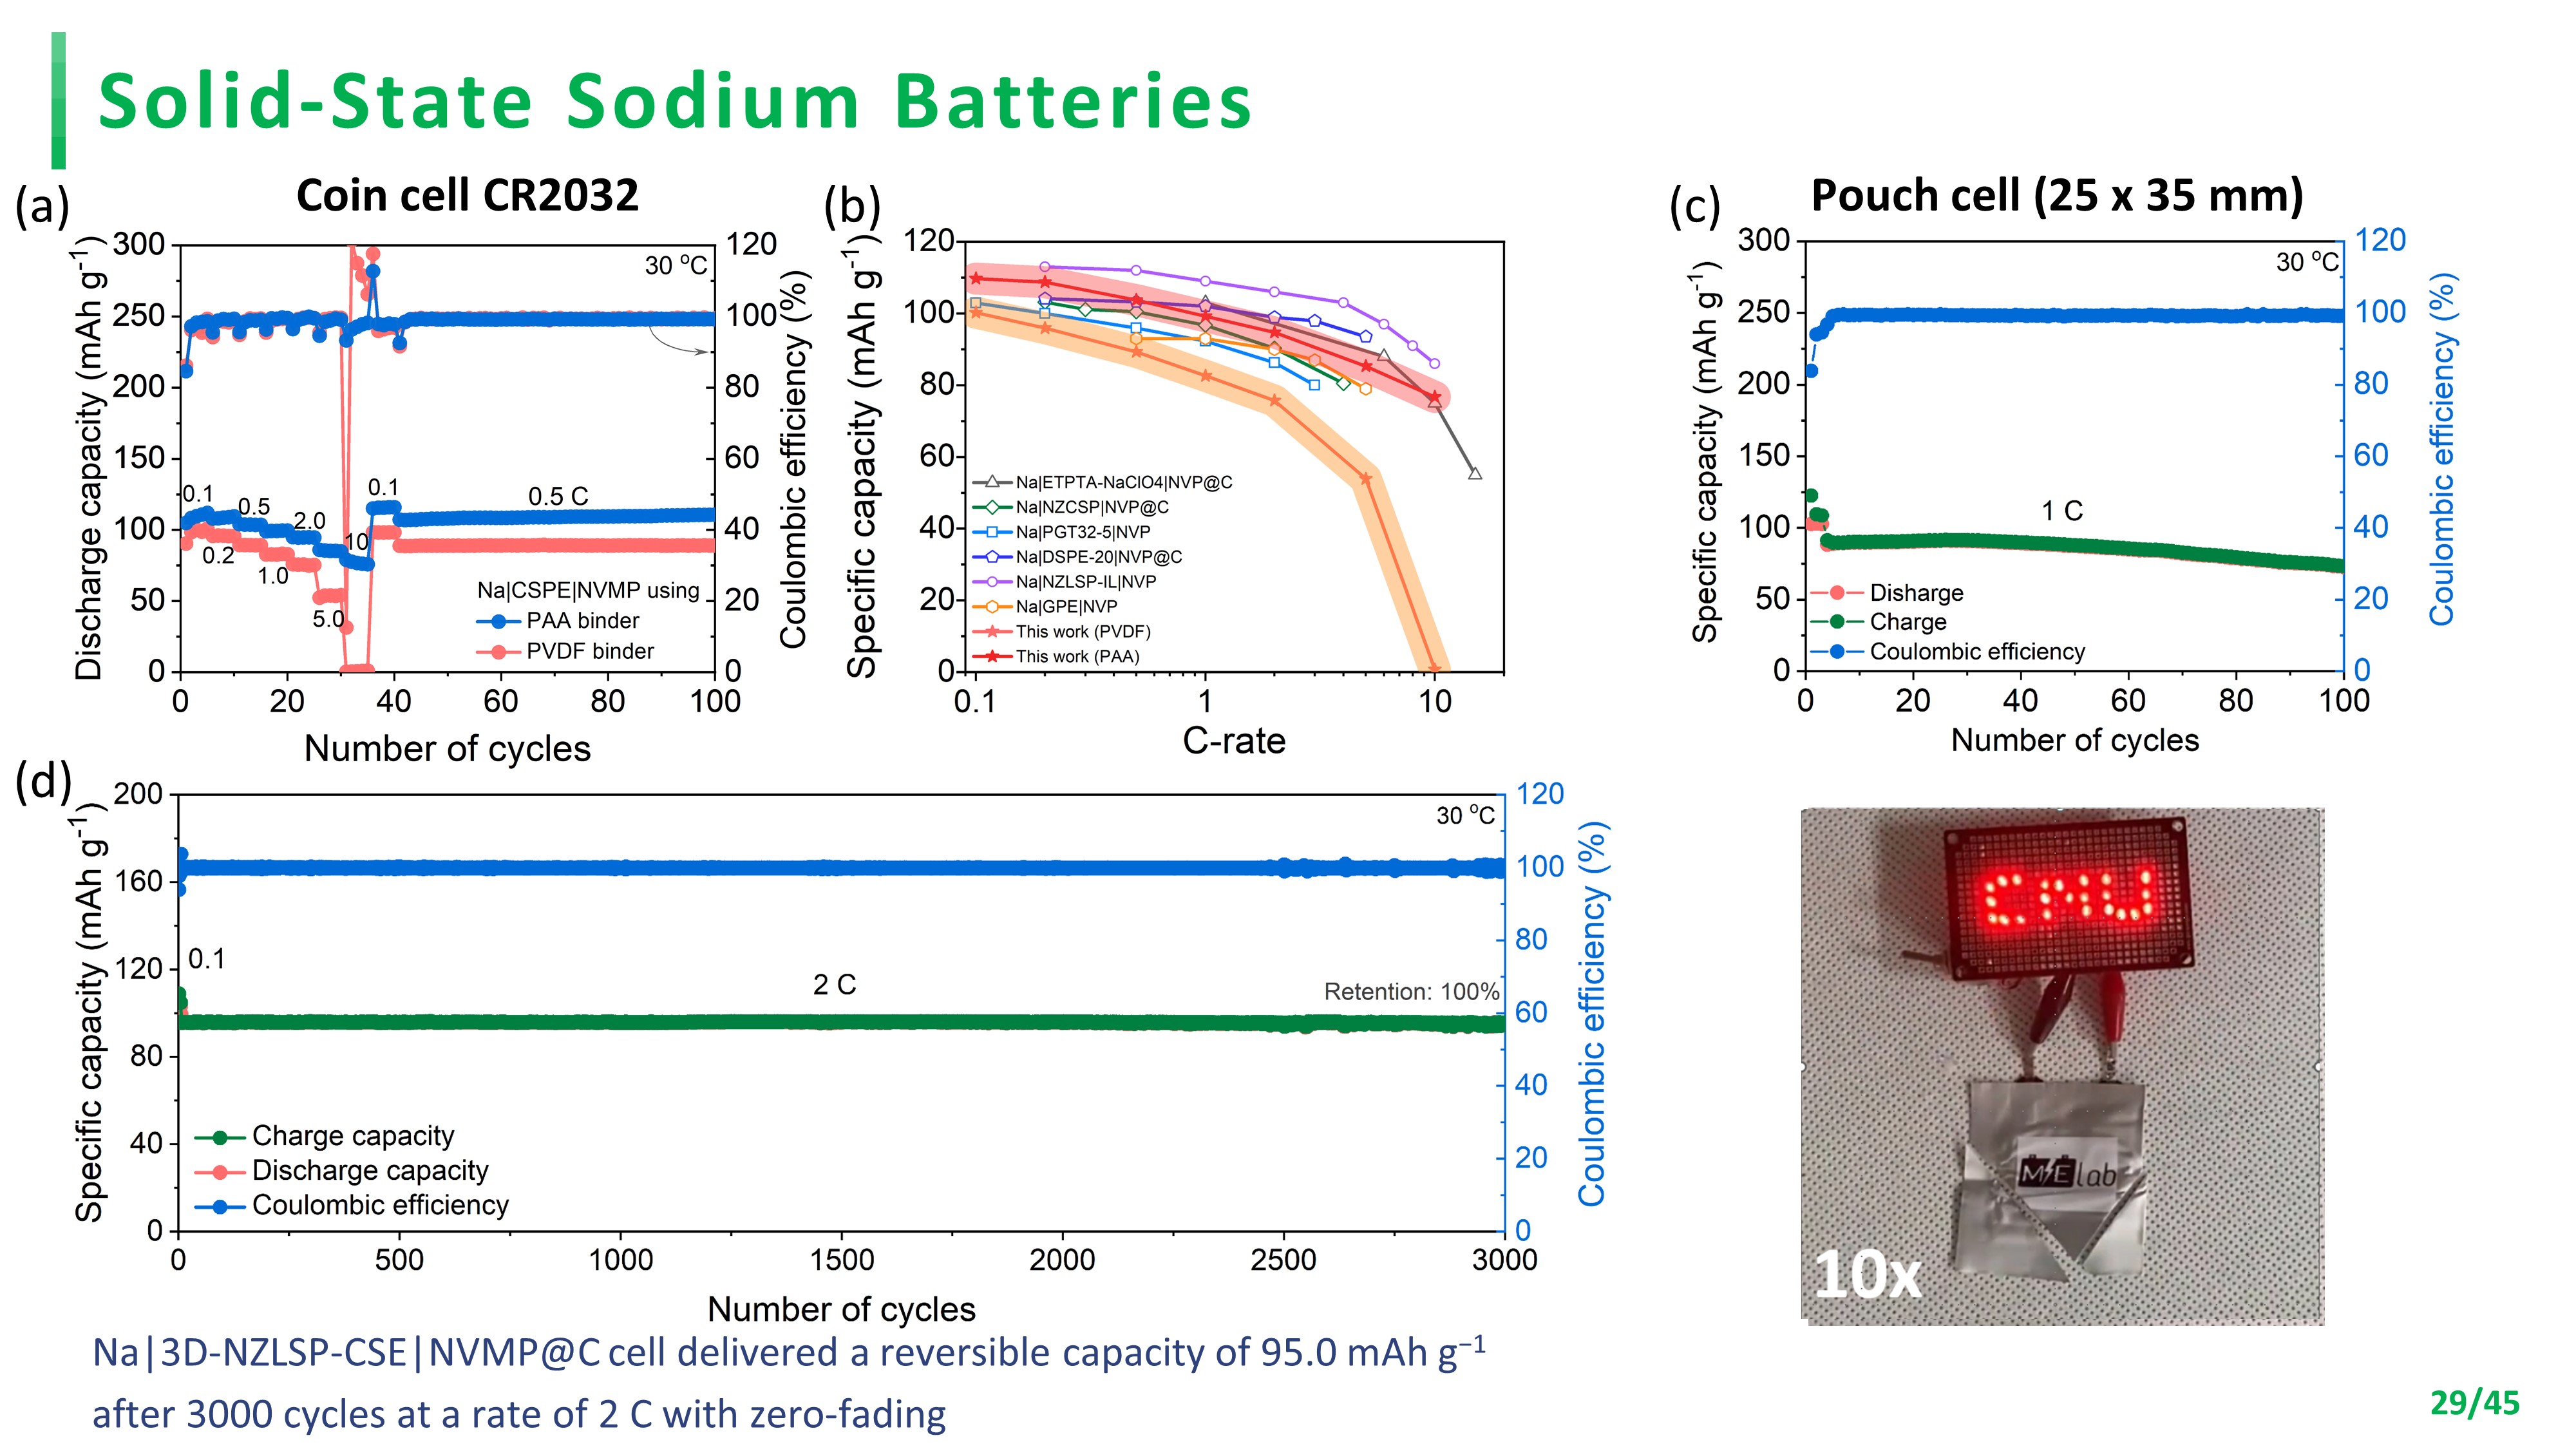 Solid-State Sodium Batteries
(a)
Coin cell CR2032
Discharge capacity (mAh g⁻¹)
300
250
200
150
100
50
0
120
100
80
60
40
20
0
Coulombic efficiency (%)
30 ºC
0.1
0.2
0.5
1.0
2.0
5.0
10
0.1
0.5 C
Na|CSPE|NVMP using
PAA binder
PVDF binder
0 20 40 60 80 100
Number of cycles
(b)
Specific capacity (mAh g⁻¹)
120
100
80
60
40
20
0
Na|ETPTA-NaClO4|NVP@C
Na|NZCSP|NVP@C
Na|PGT32-5|NVP
Na|DSPE-20|NVP@C
Na|NZLSP-IL|NVP
Na|GPE|NVP
This work (PVDF)
This work (PAA)
0.1 1 10
C-rate
(c)
Pouch cell (25 x 35 mm)
Specific capacity (mAh g⁻¹)
300
250
200
150
100
50
0
120
100
80
60
40
20
0
Coulombic efficiency (%)
30 ºC
1 C
Disharge
Charge
Coulombic efficiency
0 20 40 60 80 100
Number of cycles
(d)
Specific capacity (mAh g⁻¹)
200
160
120
80
40
0
120
100
80
60
40
20
0
Coulombic efficiency (%)
30 ºC
0.1
2 C
Retention: 100%
Charge capacity
Discharge capacity
Coulombic efficiency
0 500 1000 1500 2000 2500 3000
Number of cycles
CMU
M/E lab
10x
Na|3D-NZLSP-CSE|NVMP@C cell delivered a reversible capacity of 95.0 mAh g⁻¹
after 3000 cycles at a rate of 2 C with zero-fading
29/45